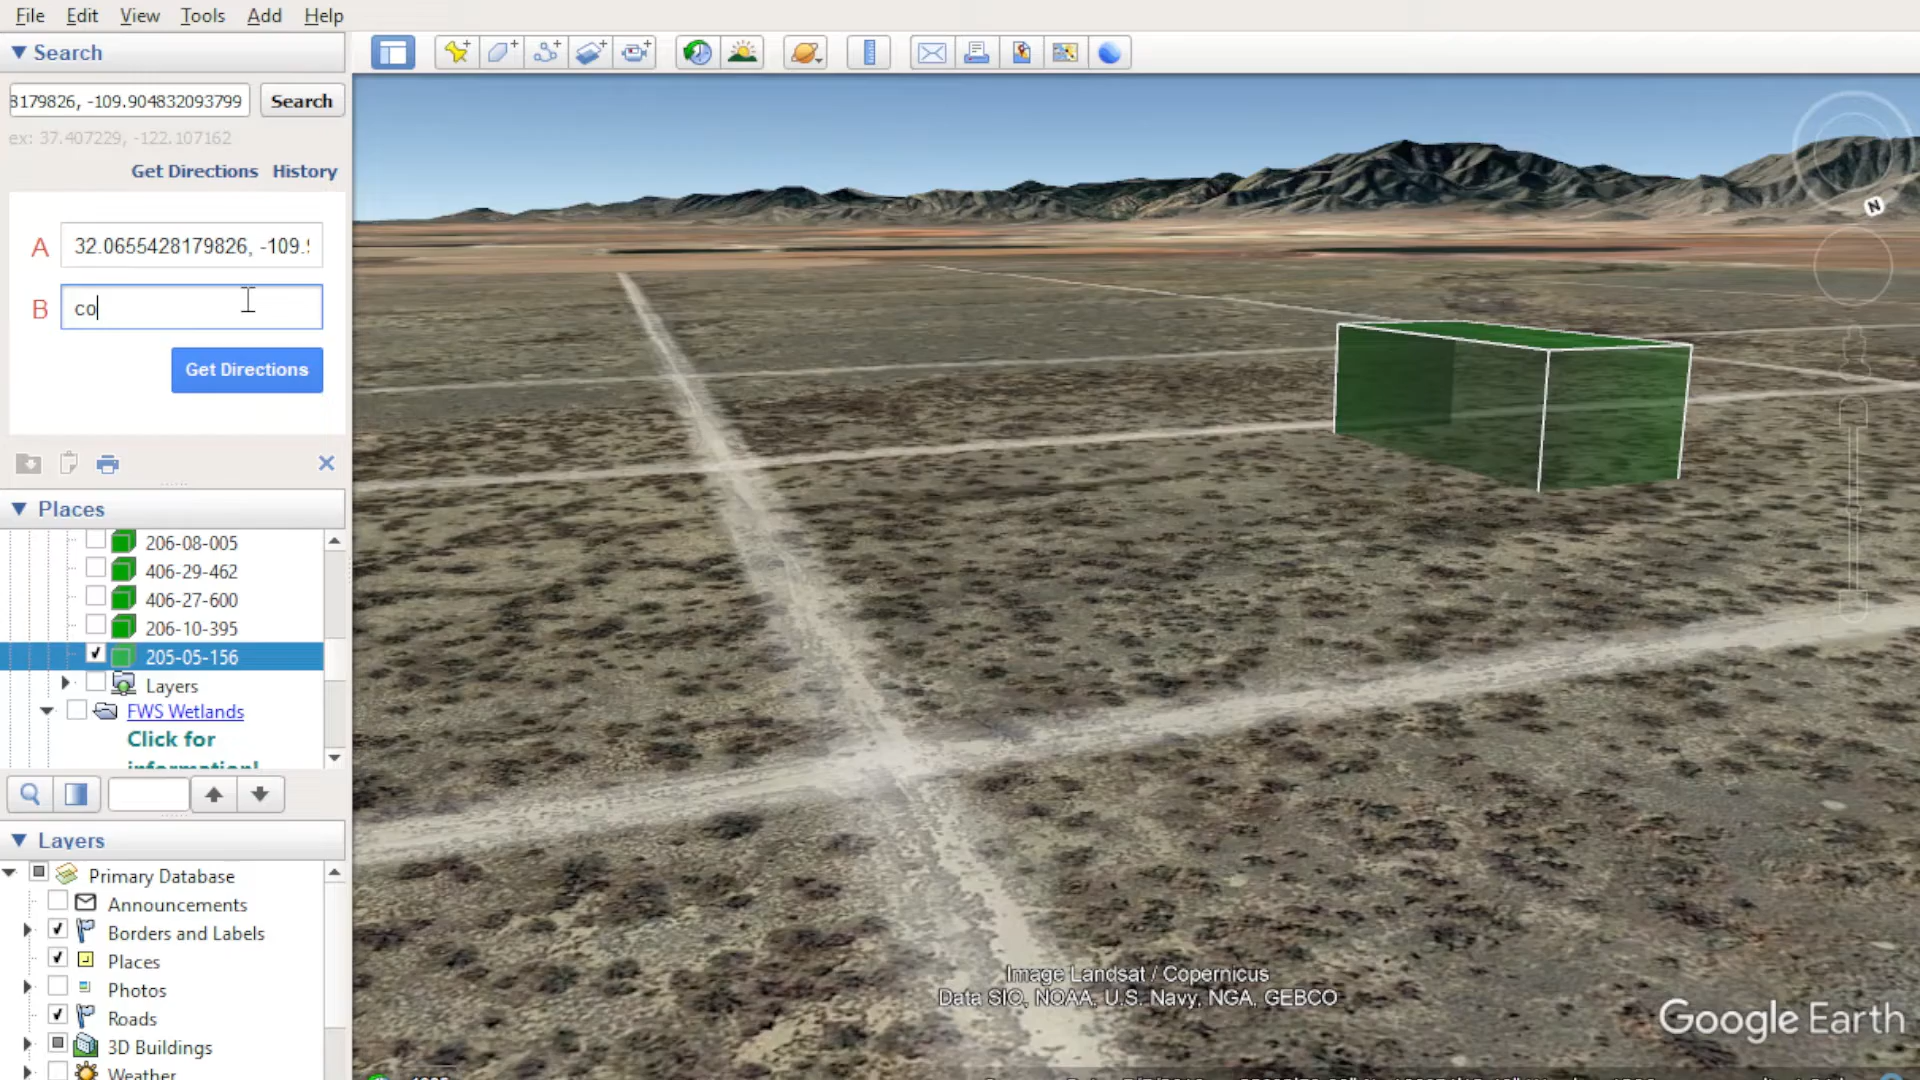 File Edit View Tools Add Help
Search
8179826, -109.904832093799 Search
ex: 37.407229, -122.107162
Get Directions History
A 32.0655428179826, -109.9
B co
Get Directions
Places
206-08-005
406-29-462
406-27-600
206-10-395
205-05-156
Layers
FWS Wetlands
Click for
information!
Layers
Primary Database
Announcements
Borders and Labels
Places
Photos
Roads
3D Buildings
Weather
N
Image Landsat / Copernicus
Data SIO, NOAA, U.S. Navy, NGA, GEBCO
Google Earth